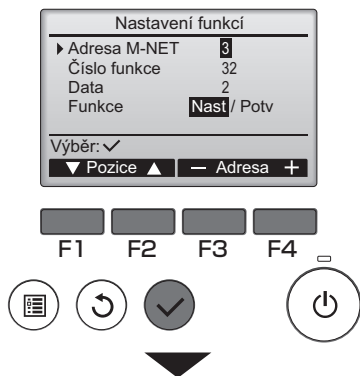 Nastavení funkcí
Adresa M-NET 3
Číslo funkce 32
Data 2
Funkce Nast / Potv
Výběr: ✓
▼ Pozice ▲ − Adresa +
F1 F2 F3 F4